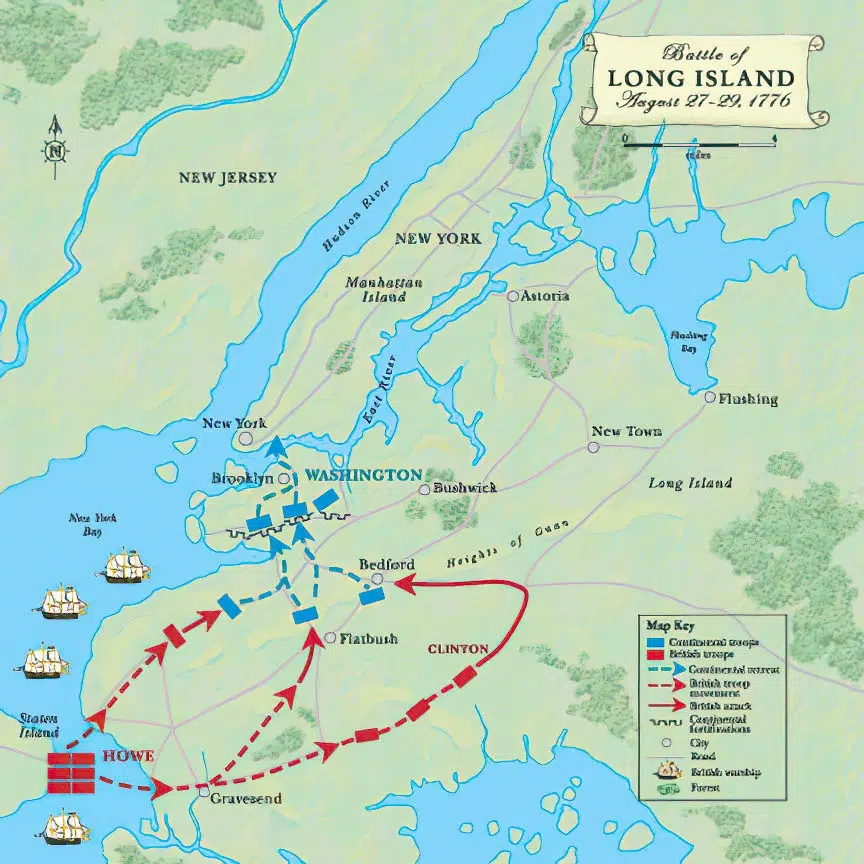 Battle of
LONG ISLAND
August 27-29, 1776
0
4
N
NEW JERSEY
Hudson River
NEW YORK
Manhattan
Island
Astoria
Flushing
Bay
East River
Flushing
New York
New Town
Brooklyn
WASHINGTON
Bushwick
Long Island
New York
Bay
Heights of
Bedford
Flatbush
CLINTON
Staten
Island
HOWE
Gravesend
Map Key
Continental troops
British troops
Continental retreat
British troop
movement
British attack
Continental
fortifications
City
Road
British warship
Forest